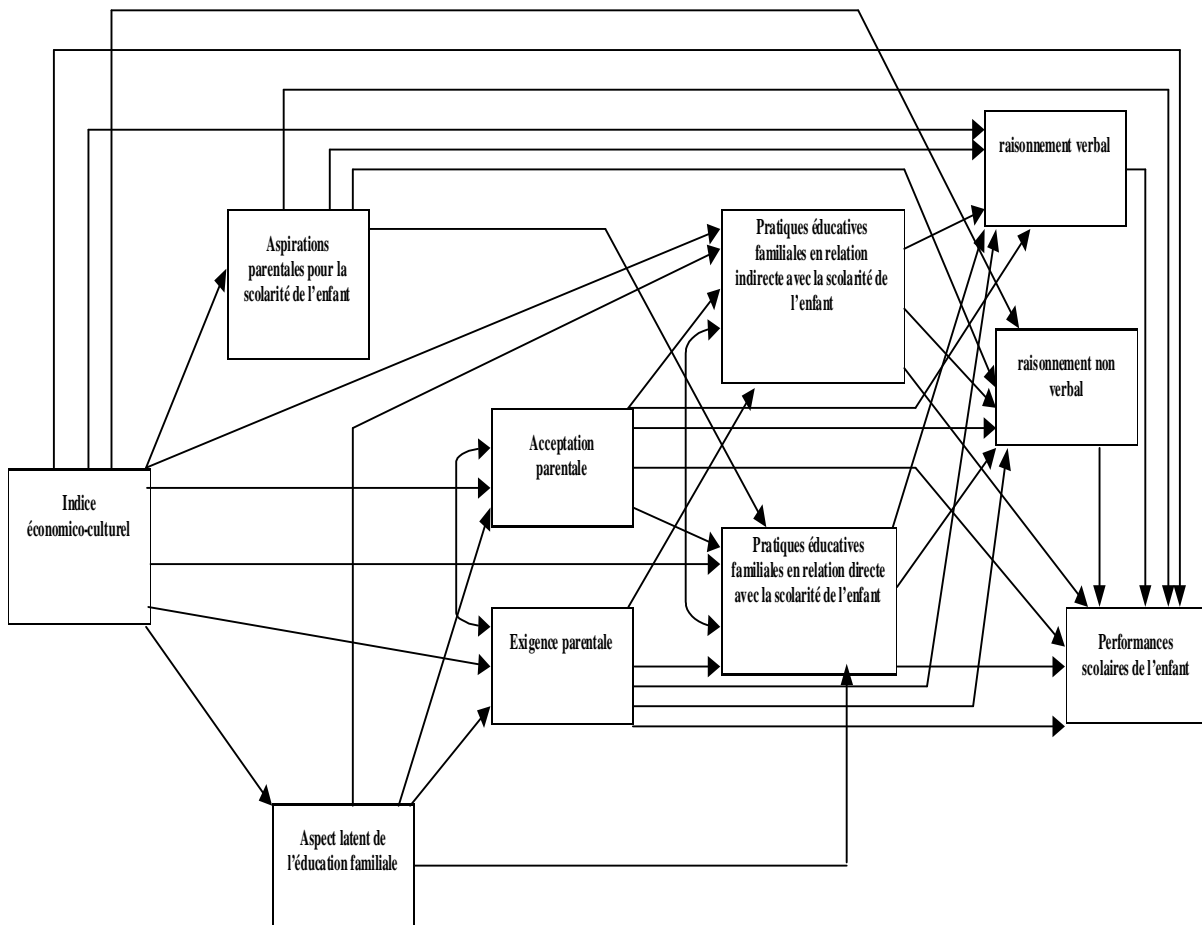 raisonnement verbal
Aspirations
parentales pour la
scolarité de l'enfant
Pratiques éducatives
familiales en relation
indirecte avec la scolarité de
l'enfant
raisonnement non
verbal
Acceptation
parentale
Indice
économico-culturel
Pratiques éducatives
familiales en relation directe
avec la scolarité de l'enfant
Exigence parentale
Performances
scolaires de l'enfant
Aspect latent de
l'éducation familiale